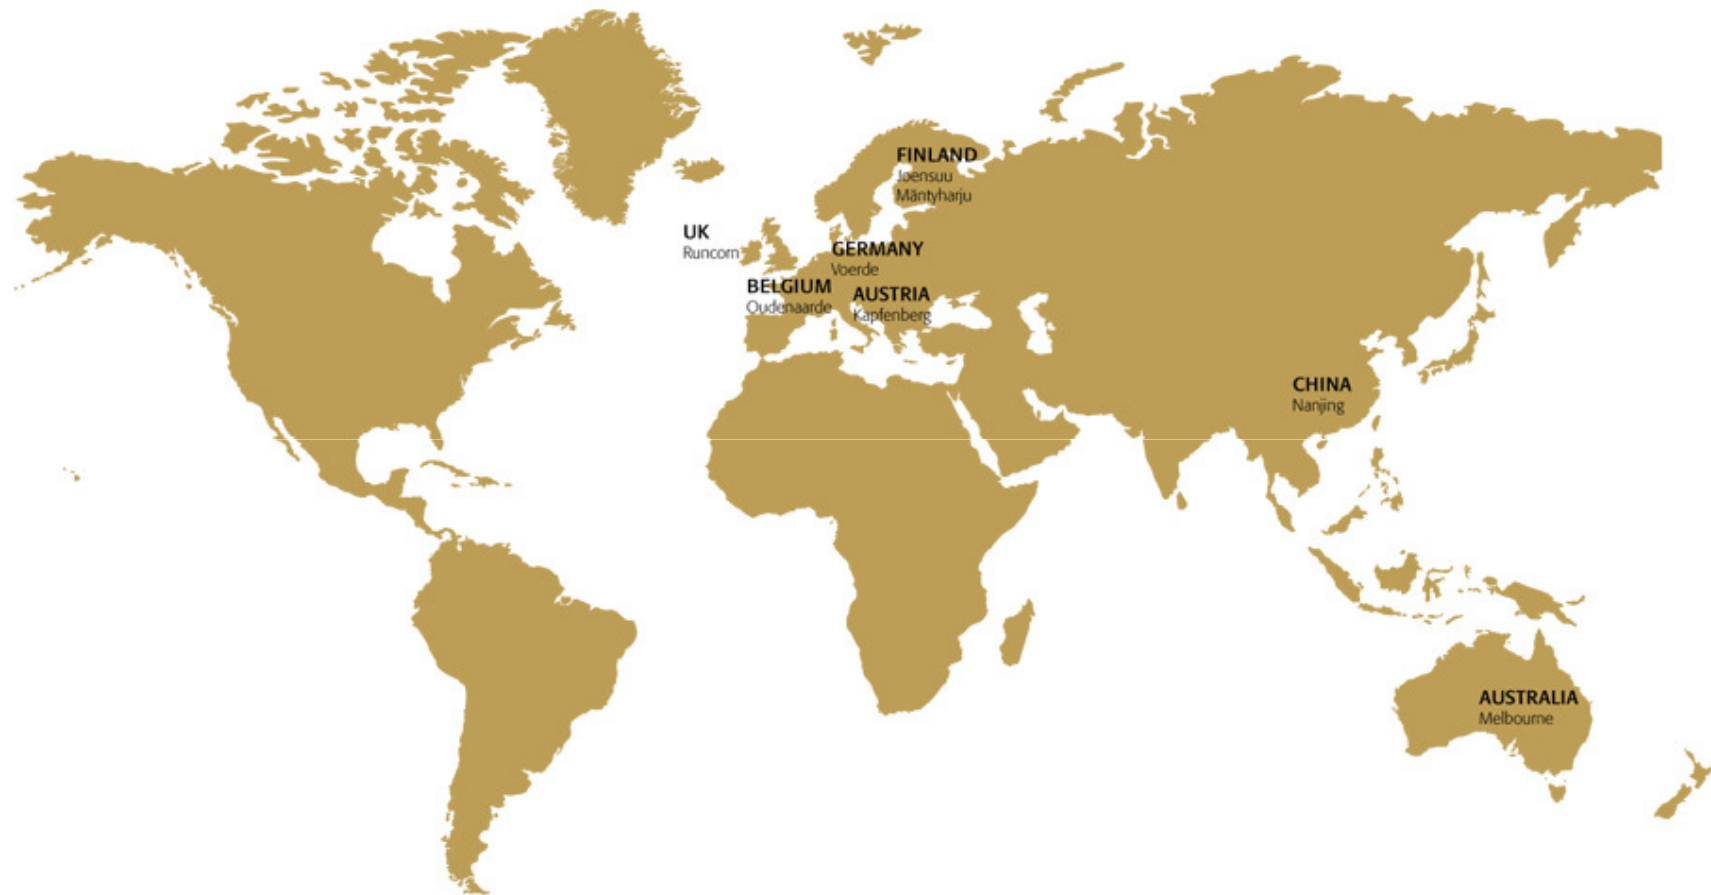 FINLAND
Joensuu
Mäntyharju
UK
Runcorn
GERMANY
Voerde
BELGIUM
Oudenaarde
AUSTRIA
Kapfenberg
CHINA
Nanjing
AUSTRALIA
Melbourne